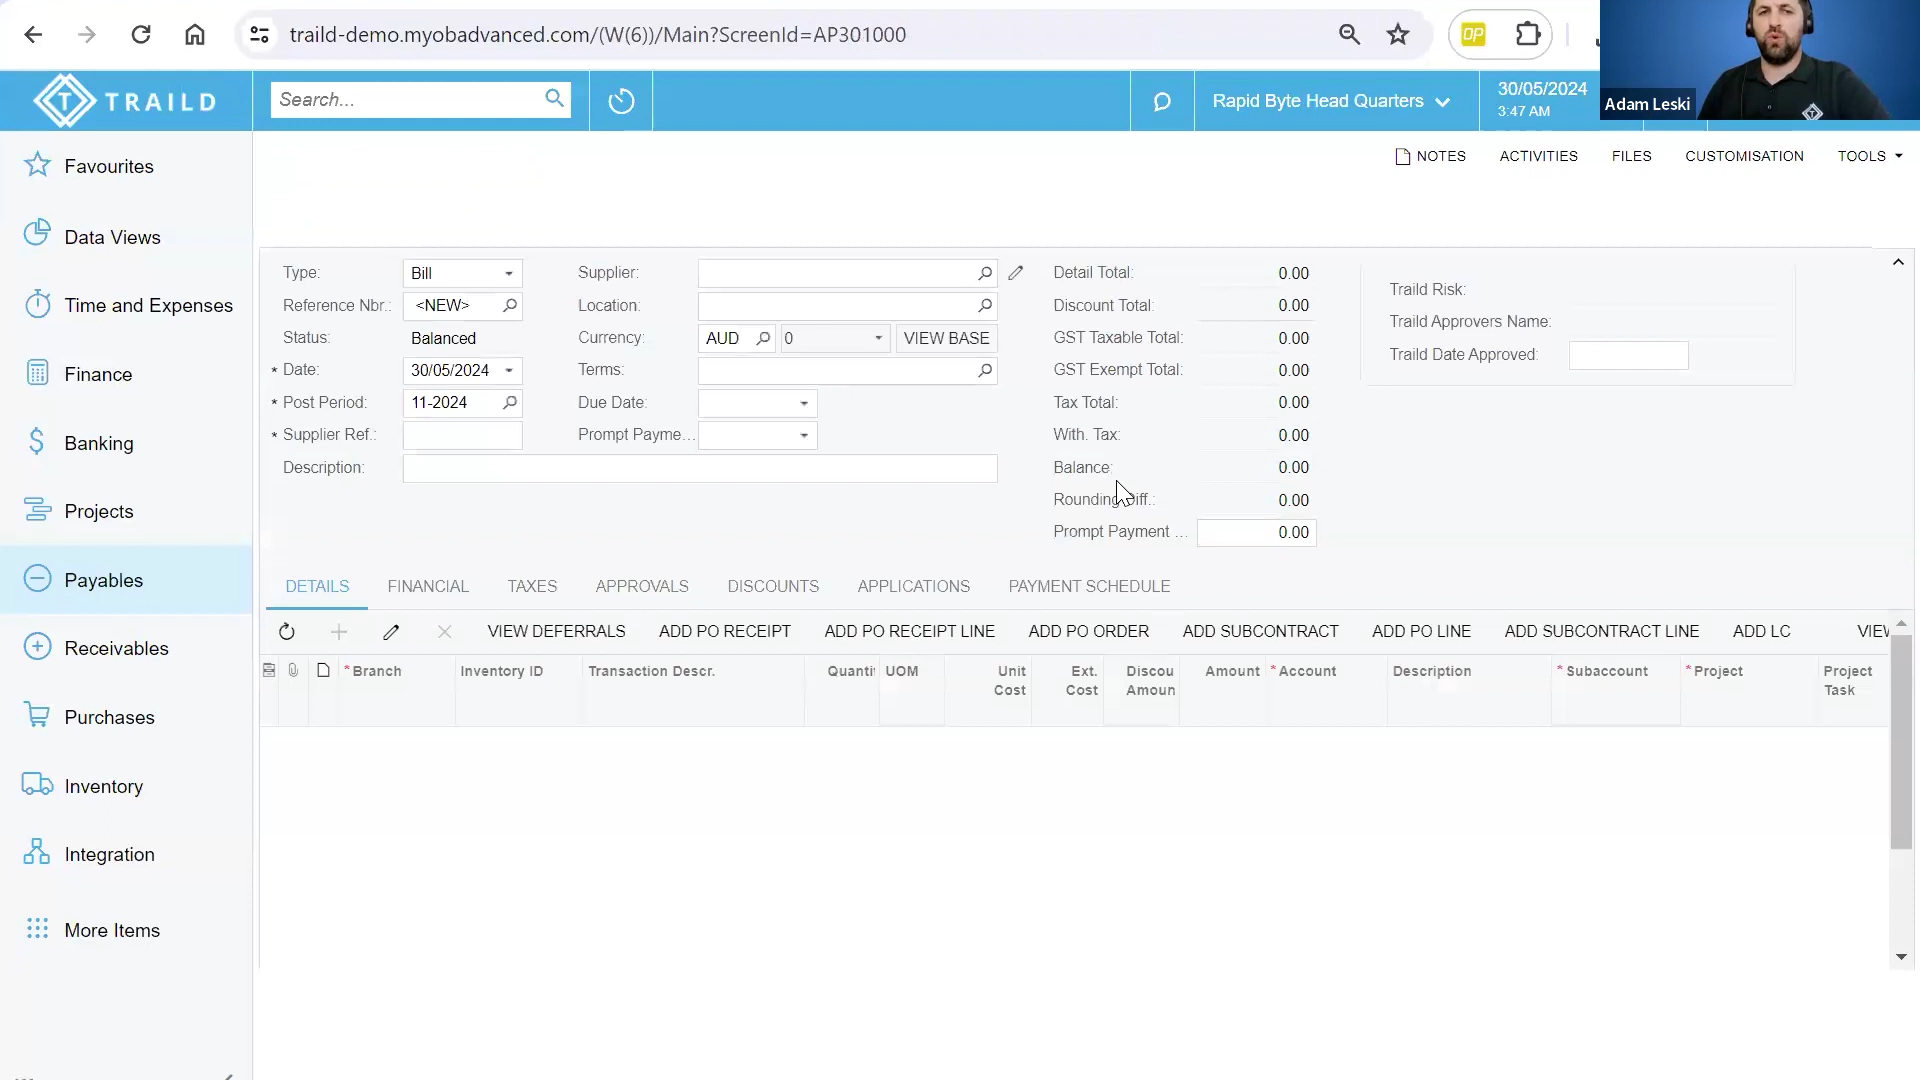 traild-demo.myobadvanced.com/(W(6))/Main?ScreenId=AP301000
OP
TRAILD
Search...
Rapid Byte Head Quarters
30/05/2024
3:47 AM
Adam Leski
Favourites
Data Views
Time and Expenses
Finance
Banking
Projects
Payables
Receivables
Purchases
Inventory
Integration
More Items
NOTES ACTIVITIES FILES CUSTOMISATION TOOLS
Type: Bill
Reference Nbr.: <NEW>
Status: Balanced
* Date: 30/05/2024
* Post Period: 11-2024
* Supplier Ref.:
Description:
Supplier:
Location:
Currency: AUD 0 VIEW BASE
Terms:
Due Date:
Prompt Payme...
Detail Total: 0.00
Discount Total: 0.00
GST Taxable Total: 0.00
GST Exempt Total: 0.00
Tax Total: 0.00
With. Tax: 0.00
Balance: 0.00
Rounding Diff.: 0.00
Prompt Payment ... 0.00
Traild Risk:
Traild Approvers Name:
Traild Date Approved:
DETAILS FINANCIAL TAXES APPROVALS DISCOUNTS APPLICATIONS PAYMENT SCHEDULE
VIEW DEFERRALS ADD PO RECEIPT ADD PO RECEIPT LINE ADD PO ORDER ADD SUBCONTRACT ADD PO LINE ADD SUBCONTRACT LINE ADD LC VIEW
* Branch Inventory ID Transaction Descr. Quanti UOM Unit Cost Ext. Cost Discou Amoun Amount * Account Description * Subaccount * Project Project Task